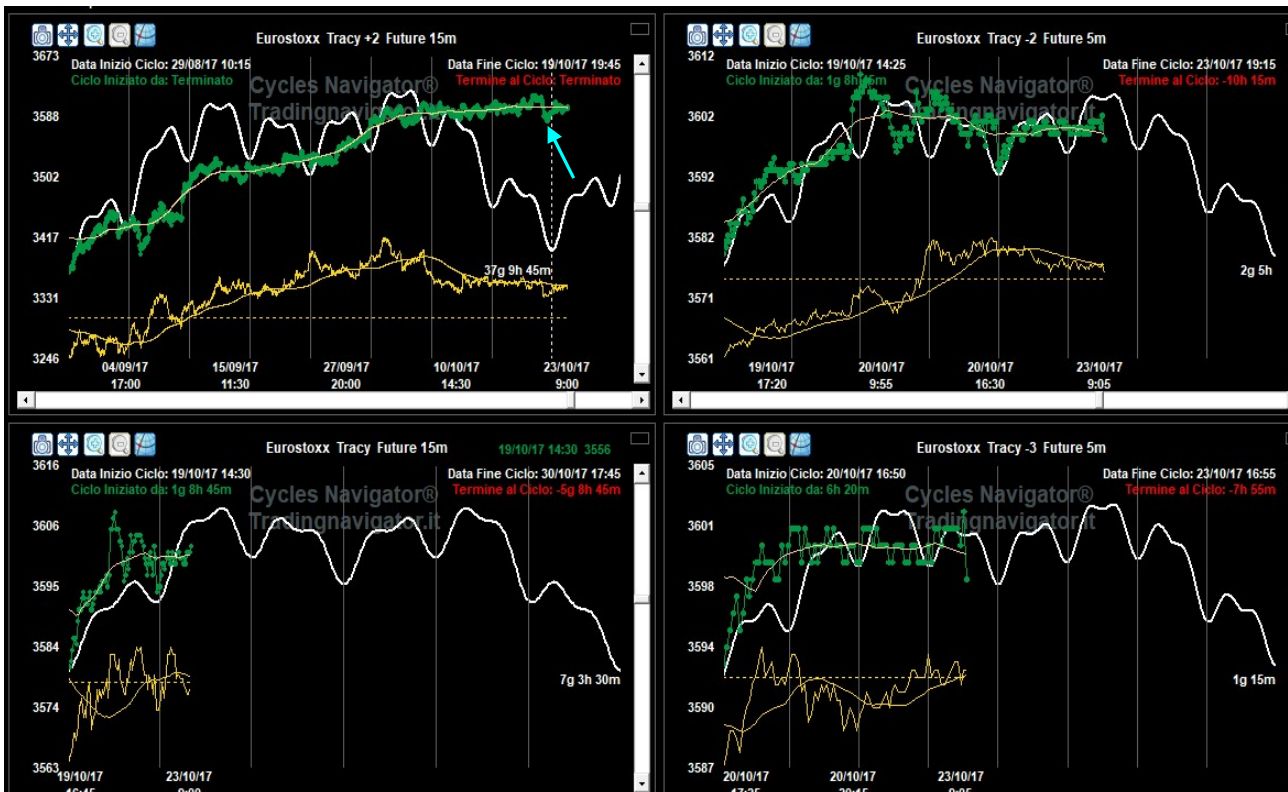 Eurostoxx Tracy +2 Future 15m
3673
Data Inizio Ciclo: 29/08/17 10:15
Data Fine Ciclo: 19/10/17 19:45
Ciclo Iniziato da: Terminato
Termine al Ciclo: Terminato
Cycles Navigator®
Tradingnavigator.it
3588
3502
3417
37g 9h 45m
3331
3246
04/09/17 15/09/17 27/09/17 10/10/17 23/10/17
17:00 11:30 20:00 14:30 9:00
Eurostoxx Tracy -2 Future 5m
3612
Data Inizio Ciclo: 19/10/17 14:25
Data Fine Ciclo: 23/10/17 19:15
Termine al Ciclo: -10h 15m
Cycles Navigator®
Tradingnavigator.it
3602
3592
3582
2g 5h
3571
3561
19/10/17 20/10/17 20/10/17 23/10/17
17:20 9:55 16:30 9:05
Eurostoxx Tracy Future 15m
19/10/17 14:30 3556
3616
Data Inizio Ciclo: 19/10/17 14:30
Data Fine Ciclo: 30/10/17 17:45
Ciclo Iniziato da: 1g 8h 45m
Termine al Ciclo: -5g 8h 45m
Cycles Navigator®
Tradingnavigator.it
3606
3595
3584
7g 3h 30m
3574
3563
19/10/17 23/10/17
Eurostoxx Tracy -3 Future 5m
3605
Data Inizio Ciclo: 20/10/17 16:50
Data Fine Ciclo: 23/10/17 16:55
Ciclo Iniziato da: 6h 20m
Termine al Ciclo: -7h 55m
Cycles Navigator®
Tradingnavigator.it
3601
3598
3594
1g 15m
3590
3587
20/10/17 20/10/17 23/10/17